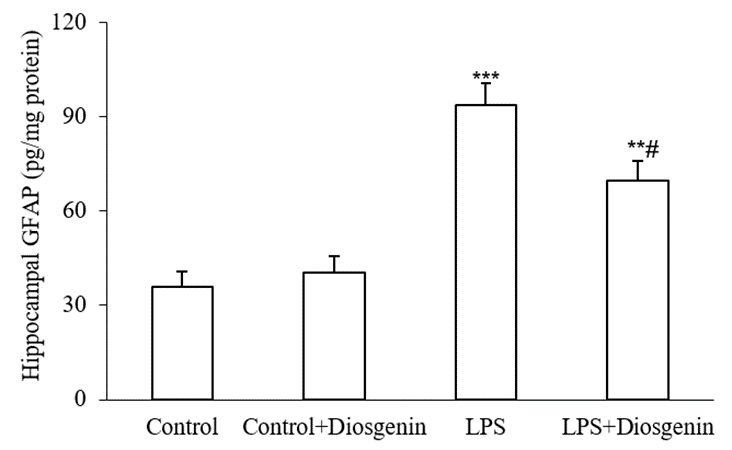 Hippocampal GFAP (pg/mg protein)
120
90
60
30
0
***
**#
Control
Control+Diosgenin
LPS
LPS+Diosgenin